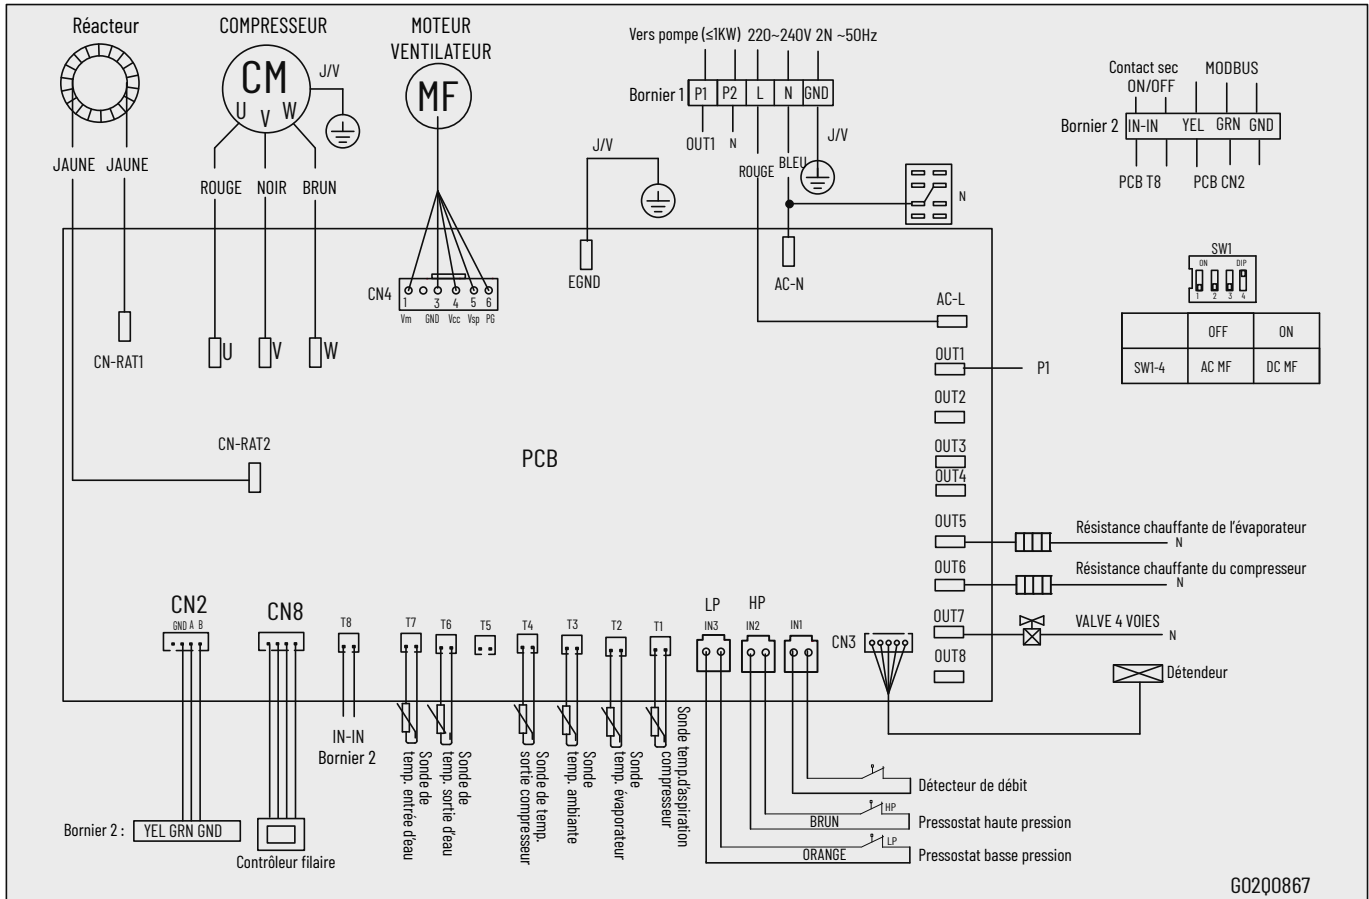 Réacteur
COMPRESSEUR
MOTEUR
VENTILATEUR
CM
U
V
W
J/V
MF
JAUNE
JAUNE
ROUGE
NOIR
BRUN
Vers pompe (≤1KW)
220~240V 2N ~50Hz
Bornier 1
P1
P2
L
N
GND
OUT1
N
ROUGE
BLEU
J/V
J/V
N
Contact sec
ON/OFF
MODBUS
Bornier 2
IN-IN
YEL
GRN
GND
PCB T8
PCB CN2
CN4
1
3
4
5
6
Vm
GND
Vcc
Vsp
PG
EGND
AC-N
AC-L
SW1
ON
DIP
1
2
3
4
OFF
ON
SW1-4
AC MF
DC MF
CN-RAT1
U
V
W
CN-RAT2
PCB
OUT1
P1
OUT2
OUT3
OUT4
OUT5
Résistance chauffante de l'évaporateur
N
OUT6
Résistance chauffante du compresseur
N
OUT7
VALVE 4 VOIES
N
OUT8
Détendeur
CN2
GND A B
CN8
T8
T7
T6
T5
T4
T3
T2
T1
LP
IN3
HP
IN2
IN1
CN3
IN-IN
Bornier 2
Sonde de
temp. entrée d'eau
Sonde de
temp. sortie d'eau
Sonde de temp.
sortie compresseur
Sonde
temp. ambiante
Sonde
temp. évaporateur
Sonde temp.d'aspiration
compresseur
Bornier 2 :
YEL GRN GND
Contrôleur filaire
Détecteur de débit
HP
BRUN
Pressostat haute pression
LP
ORANGE
Pressostat basse pression
G02Q0867